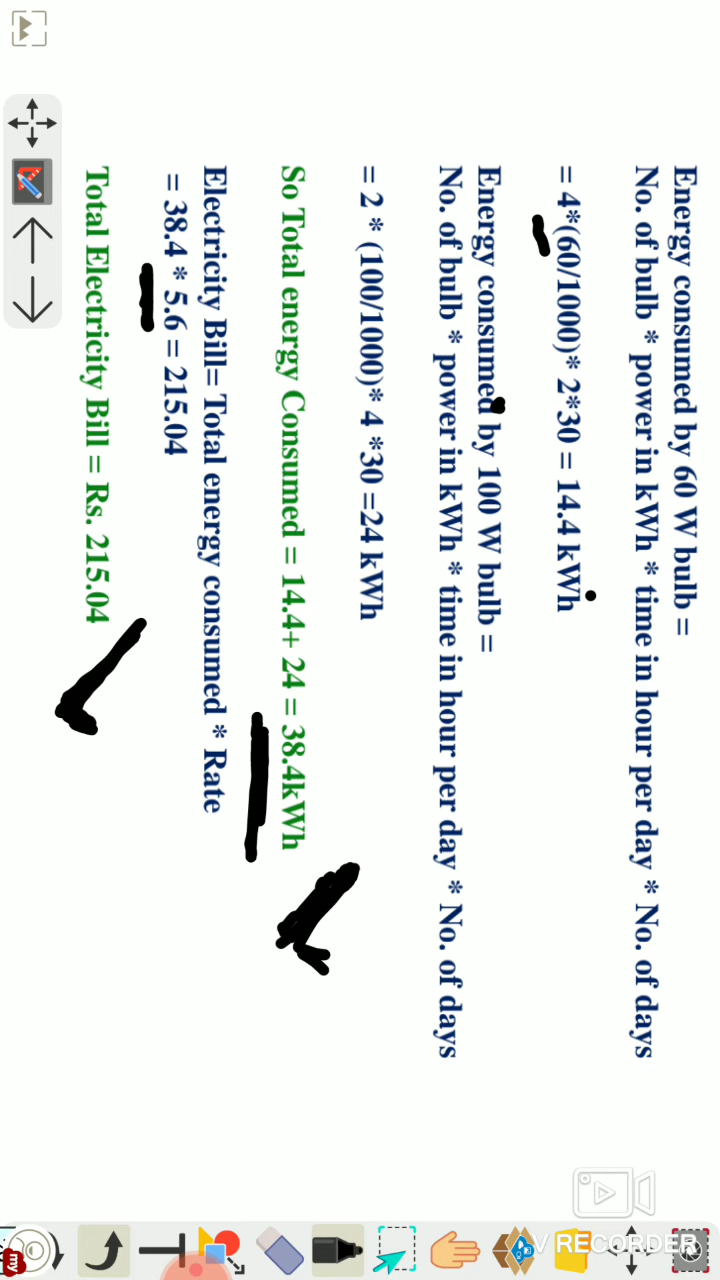 Energy consumed by 60 W bulb =
No. of bulb * power in kWh * time in hour per day * No. of days
= 4*(60/1000)* 2*30 = 14.4 kWh
Energy consumed by 100 W bulb =
No. of bulb * power in kWh * time in hour per day * No. of days
= 2 * (100/1000)* 4 *30 =24 kWh
So Total energy Consumed = 14.4+ 24 = 38.4kWh
Electricity Bill= Total energy consumed * Rate
= 38.4 * 5.6 = 215.04
Total Electricity Bill = Rs. 215.04
V RECORDER
my